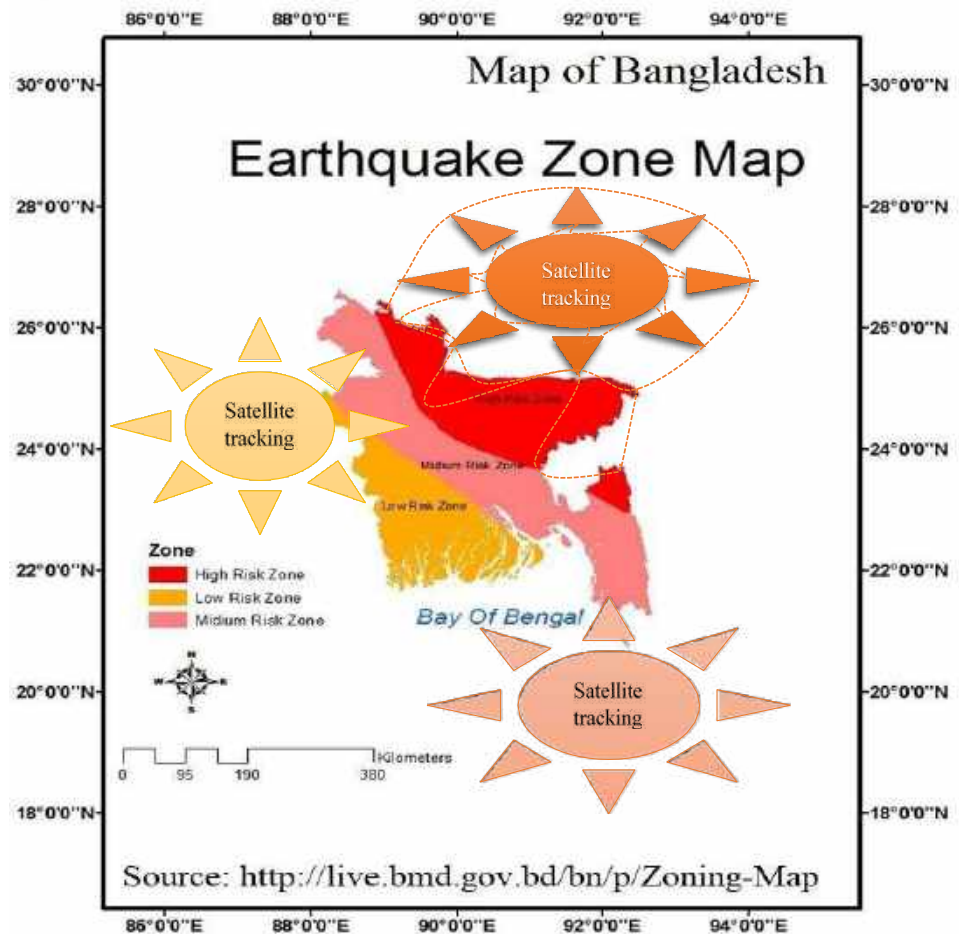 86°0'0"E 88°0'0"E 90°0'0"E 92°0'0"E 94°0'0"E
Map of Bangladesh
30°0'0"N 30°0'0"N
Earthquake Zone Map
28°0'0"N 28°0'0"N
Satellite
tracking
26°0'0"N 26°0'0"N
High Risk Zone
Satellite
tracking
24°0'0"N 24°0'0"N
Midium Risk Zone
Low Risk Zone
22°0'0"N 22°0'0"N
Zone
High Risk Zone
Low Risk Zone
Midium Risk Zone
Bay Of Bengal
N
W E
S
20°0'0"N 20°0'0"N
Satellite
tracking
Kilometers
0 95 190 380
18°0'0"N 18°0'0"N
Source: http://live.bmd.gov.bd/bn/p/Zoning-Map
86°0'0"E 88°0'0"E 90°0'0"E 92°0'0"E 94°0'0"E